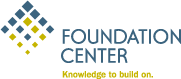 FOUNDATION
CENTER
Knowledge to build on.